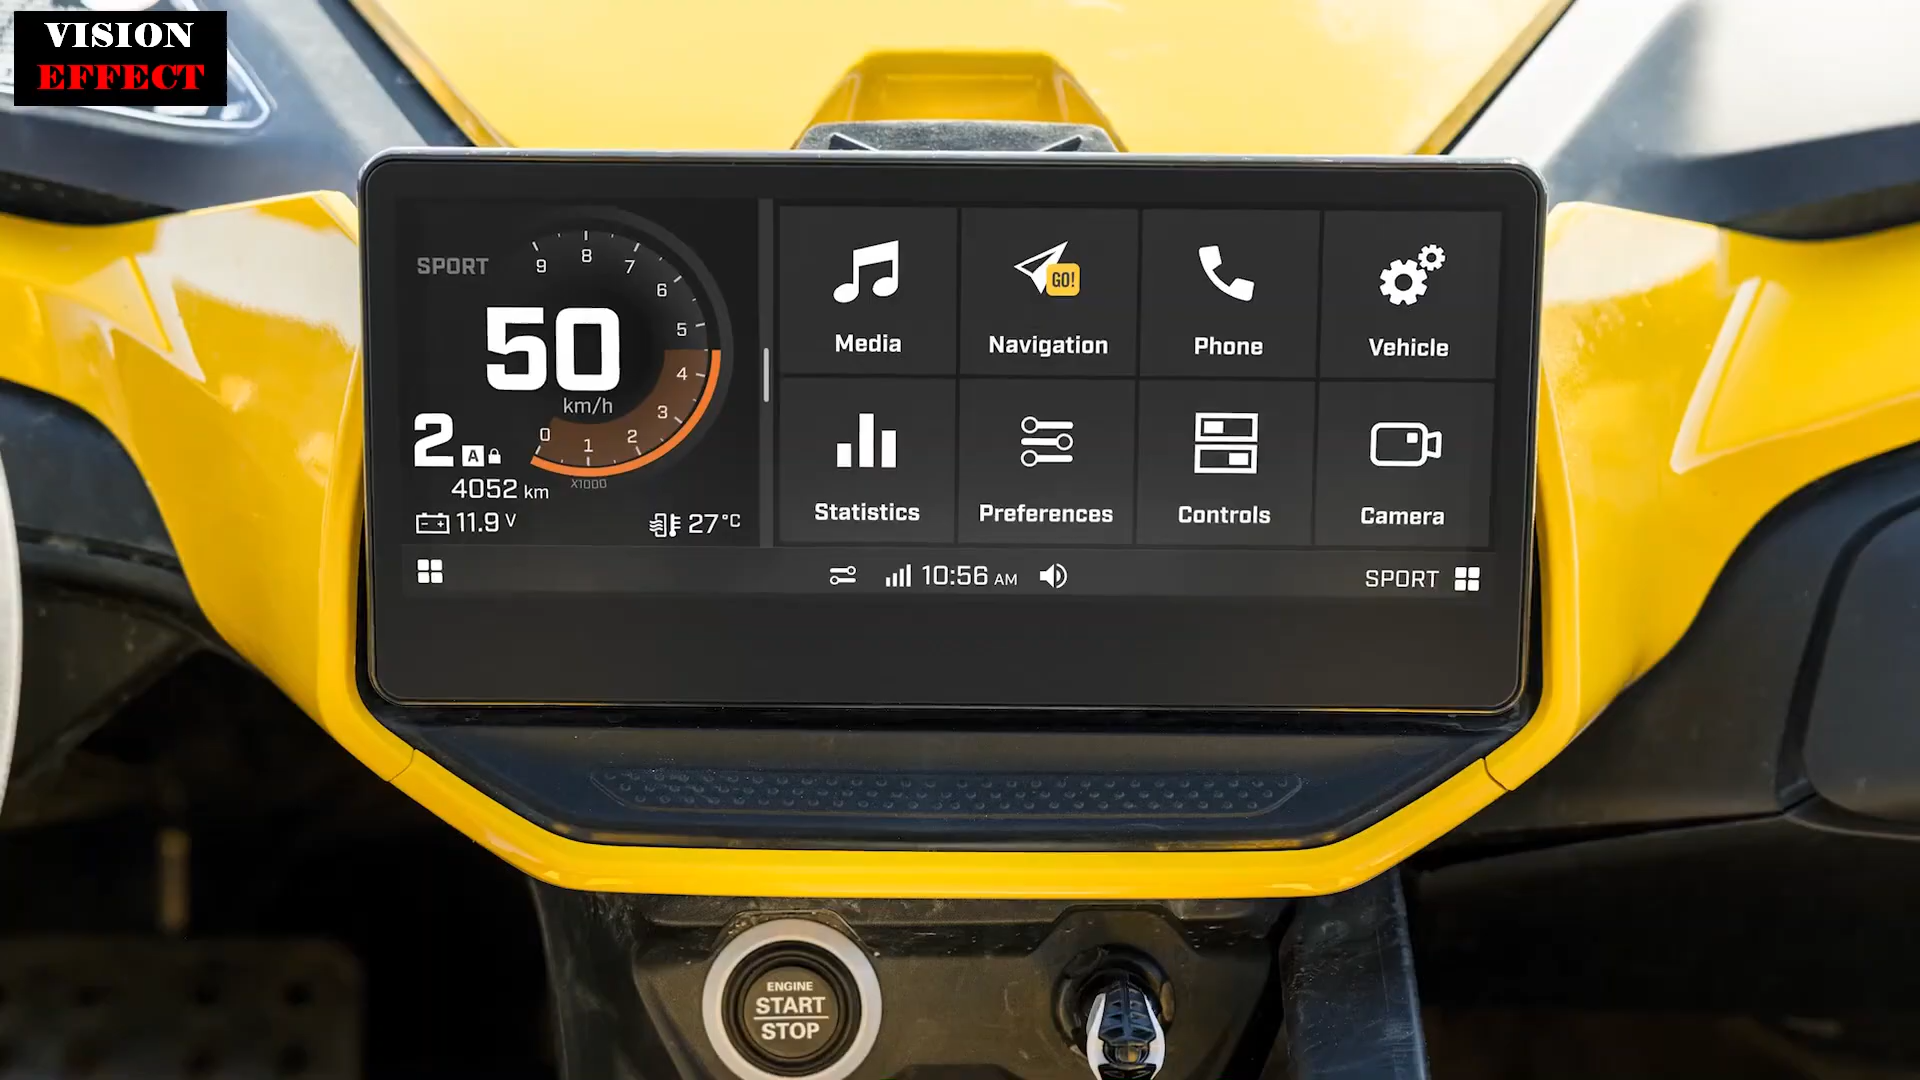 VISION
EFFECT
SPORT
9 8 7 6 5 4 3 2 1 0
50
km/h
2 A
X1000
4052 km
11.9 V
27°C
Media
Navigation
GO!
Phone
Vehicle
Statistics
Preferences
Controls
Camera
10:56 AM
SPORT
ENGINE
START
STOP